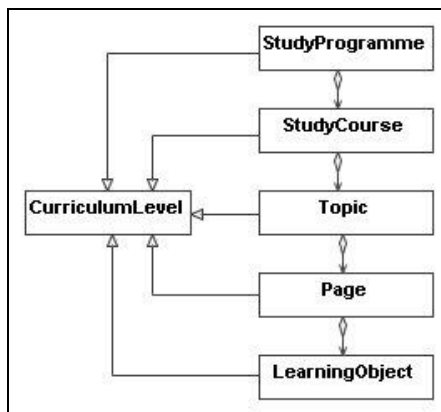 StudyProgramme
StudyCourse
CurriculumLevel
Topic
Page
LearningObject